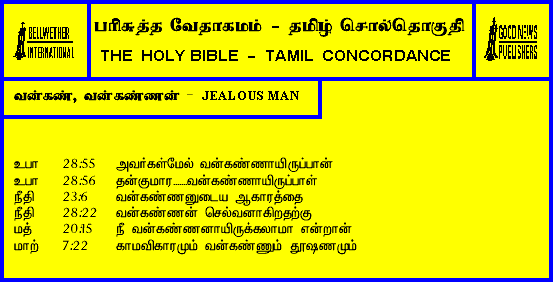 BELLWETHER
INTERNATIONAL
பரிசுத்த வேதாகமம் – தமிழ் சொல்தொகுதி
THE HOLY BIBLE – TAMIL CONCORDANCE
GOOD NEWS
PUBLISHERS
வன்கண், வன்கண்ணன் – JEALOUS MAN
உபா 28:55 அவர்கள்மேல் வன்கண்ணாயிருப்பான்
உபா 28:56 தன்குமார.......வன்கண்ணாயிருப்பாள்
நீதி 23:6 வன்கண்ணனுடைய ஆகாரத்தை
நீதி 28:22 வன்கண்ணன் செல்வனாகிறதற்கு
மத் 20:15 நீ வன்கண்ணனாயிருக்கலாமா என்றான்
மாற் 7:22 காமவிகாரமும் வன்கண்ணும் தூஷணமும்